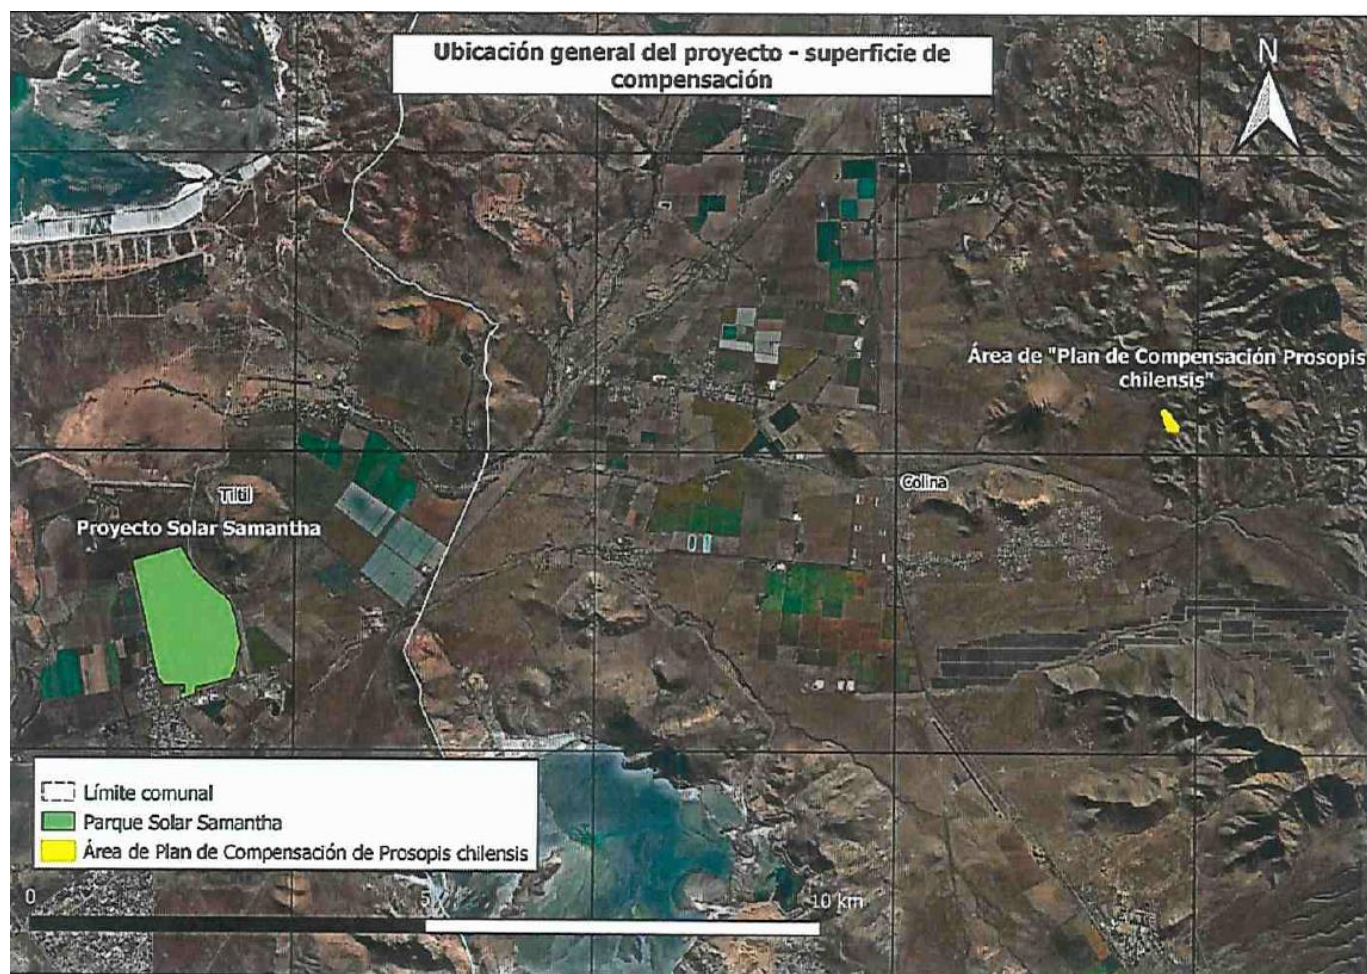 Ubicación general del proyecto - superficie de
compensación
N
Área de "Plan de Compensación Prosopis
chilensis"
Colina
Tiltil
Proyecto Solar Samantha
Límite comunal
Parque Solar Samantha
Área de Plan de Compensación de Prosopis chilensis
0 5 10 km